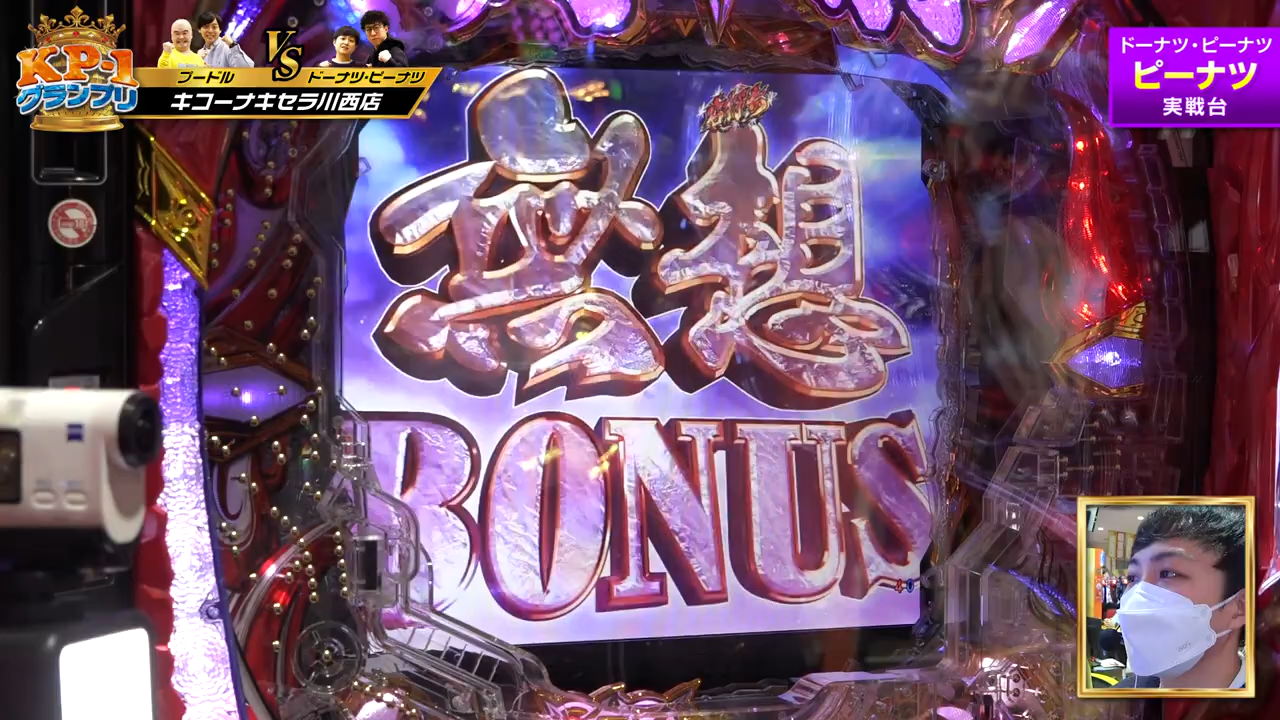 KP-1
グランプリ
プードル
VS
ドーナツ・ピーナツ
キコーナキセラ川西店
ドーナツ・ピーナツ
ピーナツ
実戦台
無想
BONUS